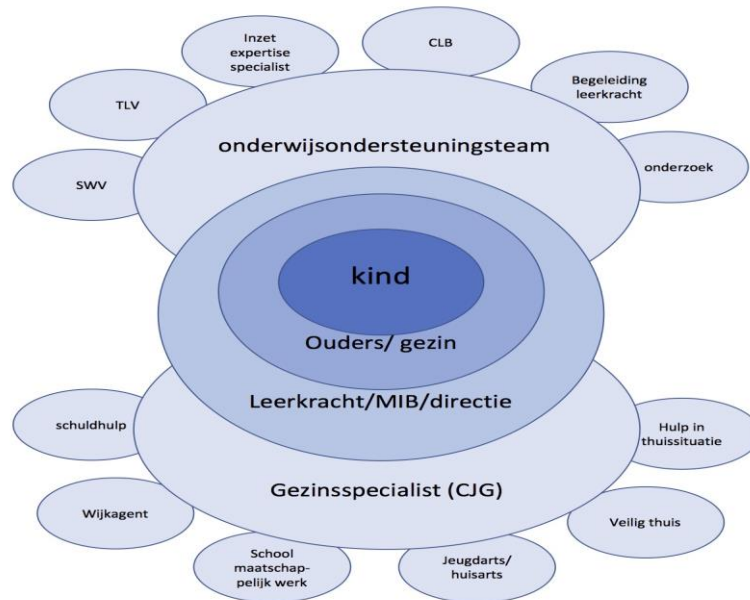 Inzet
expertise
specialist
CLB
TLV
Begeleiding
leerkracht
onderwijsondersteuningsteam
SWV
onderzoek
kind
Ouders/ gezin
Leerkracht/MIB/directie
schuldhulp
Hulp in
thuissituatie
Gezinsspecialist (CJG)
Wijkagent
Veilig thuis
School
maatschap-
pelijk werk
Jeugdarts/
huisarts